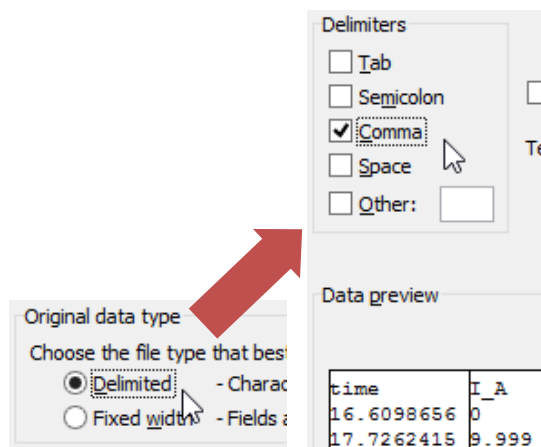 Delimiters
Tab
Semicolon
Comma
Space
Other:
Data preview
time I_A
16.6098656 0
17.7262415 9.999
Original data type
Choose the file type that best
Delimited - Charac
Fixed width - Fields